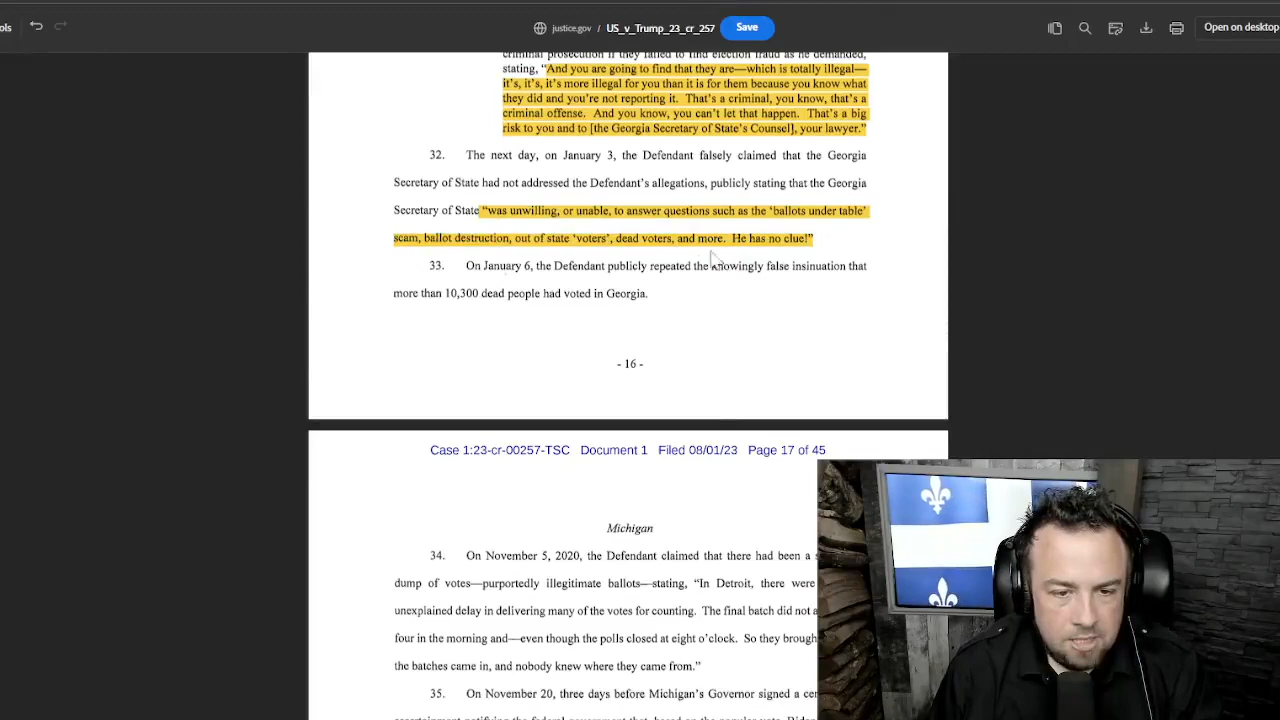 ols
justice.gov / US_v_Trump_23_cr_257 Save
Open on desktop
criminal prosecution if they failed to find election fraud as he demanded,
stating, “And you are going to find that they are—which is totally illegal—
it’s, it’s, it’s more illegal for you than it is for them because you know what
they did and you’re not reporting it. That’s a criminal, you know, that’s a
criminal offense. And you know, you can’t let that happen. That’s a big
risk to you and to [the Georgia Secretary of State’s Counsel], your lawyer.”
32. The next day, on January 3, the Defendant falsely claimed that the Georgia
Secretary of State had not addressed the Defendant’s allegations, publicly stating that the Georgia
Secretary of State “was unwilling, or unable, to answer questions such as the ‘ballots under table’
scam, ballot destruction, out of state ‘voters’, dead voters, and more. He has no clue!”
33. On January 6, the Defendant publicly repeated the knowingly false insinuation that
more than 10,300 dead people had voted in Georgia.
- 16 -
Case 1:23-cr-00257-TSC Document 1 Filed 08/01/23 Page 17 of 45
Michigan
34. On November 5, 2020, the Defendant claimed that there had been a
dump of votes—purportedly illegitimate ballots—stating, “In Detroit, there were
unexplained delay in delivering many of the votes for counting. The final batch did not
four in the morning and—even though the polls closed at eight o’clock. So they brough
the batches came in, and nobody knew where they came from.”
35. On November 20, three days before Michigan’s Governor signed a